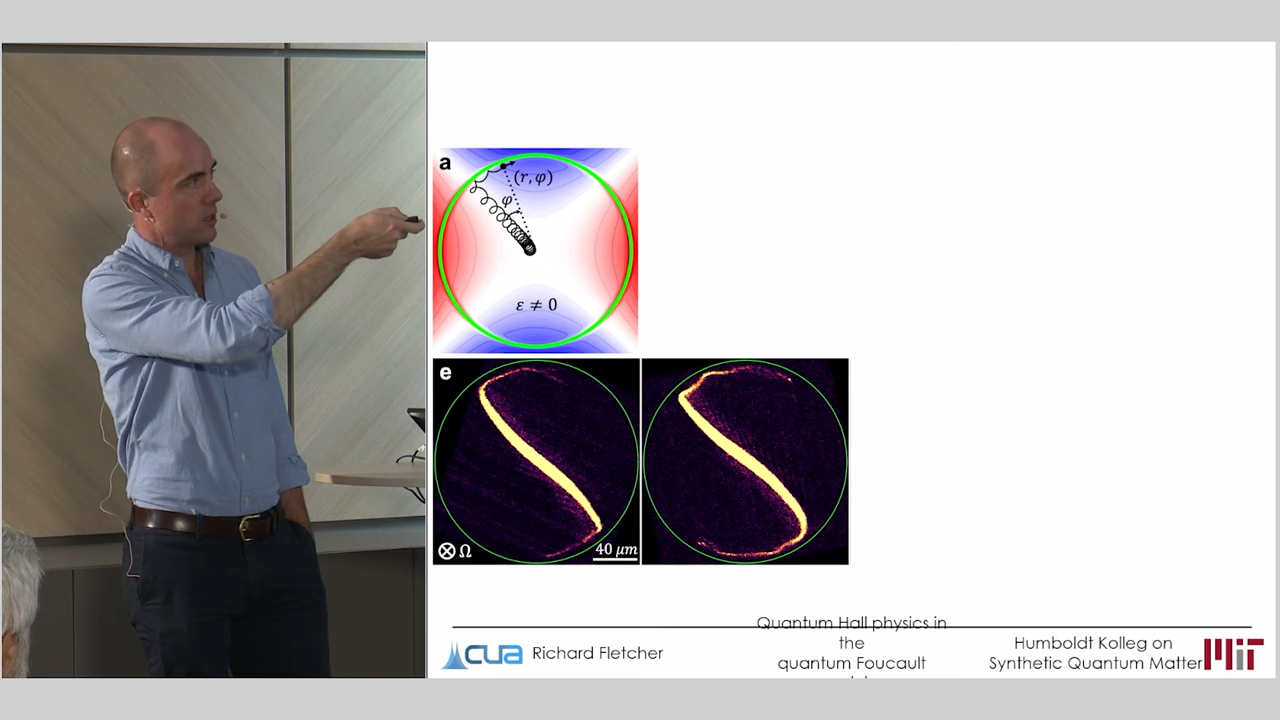 a
(r, φ)
φ
ε ≠ 0
e
⊗ Ω
40 μm
Quantum Hall physics in
the
quantum Foucault
CUA
Richard Fletcher
Humboldt Kolleg on
Synthetic Quantum Matter
MIT